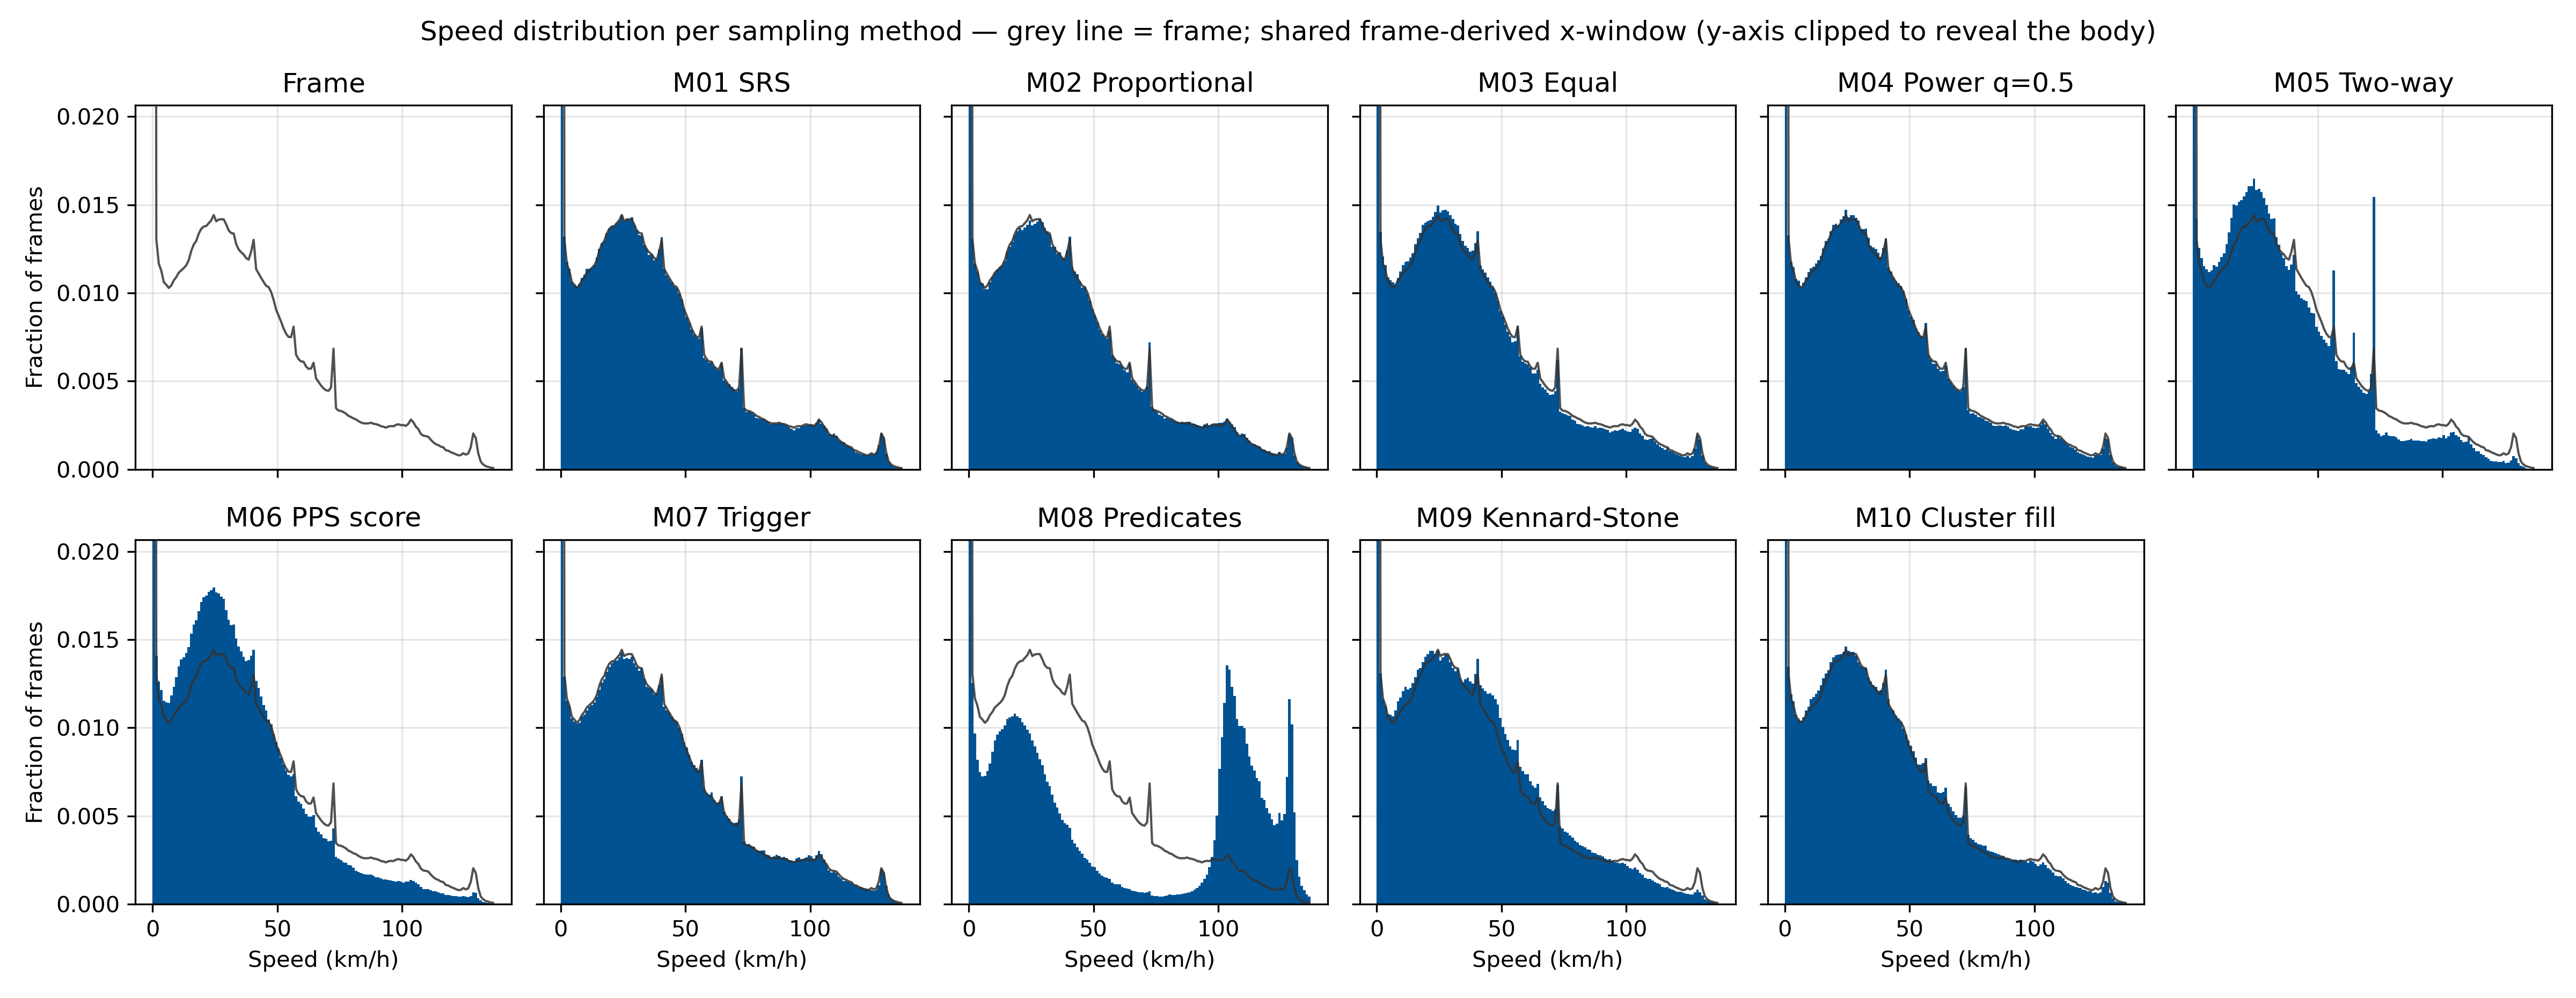 Speed distribution per sampling method — grey line = frame; shared frame-derived x-window (y-axis clipped to reveal the body)
Frame
M01 SRS
M02 Proportional
M03 Equal
M04 Power q=0.5
M05 Two-way
Fraction of frames
0.020
0.015
0.010
0.005
0.000
M06 PPS score
M07 Trigger
M08 Predicates
M09 Kennard-Stone
M10 Cluster fill
Fraction of frames
0.020
0.015
0.010
0.005
0.000
0 50 100
0 50 100
0 50 100
0 50 100
0 50 100
Speed (km/h)
Speed (km/h)
Speed (km/h)
Speed (km/h)
Speed (km/h)